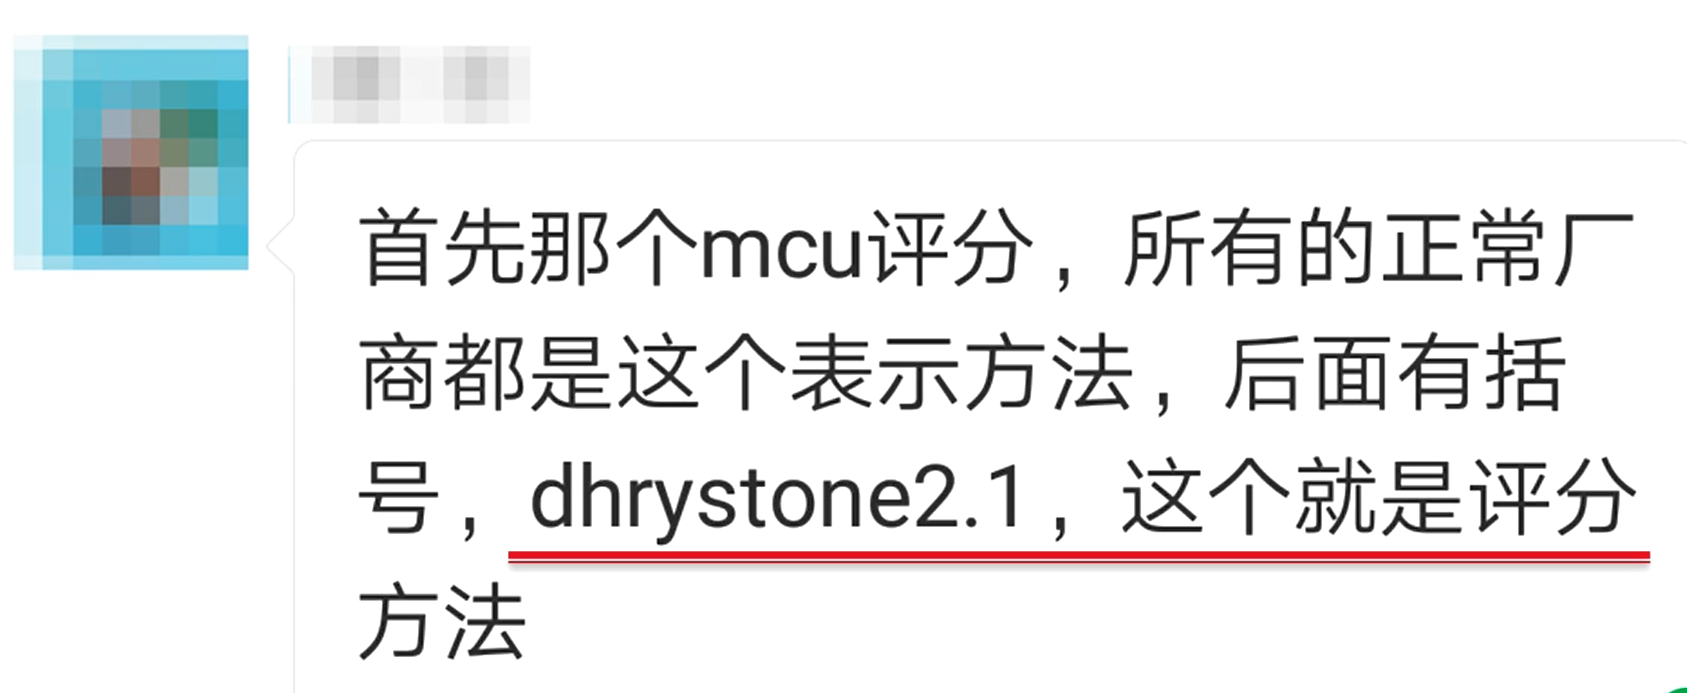 首先那个mcu评分，所有的正常厂
商都是这个表示方法，后面有括
号，dhrystone2.1，这个就是评分
方法